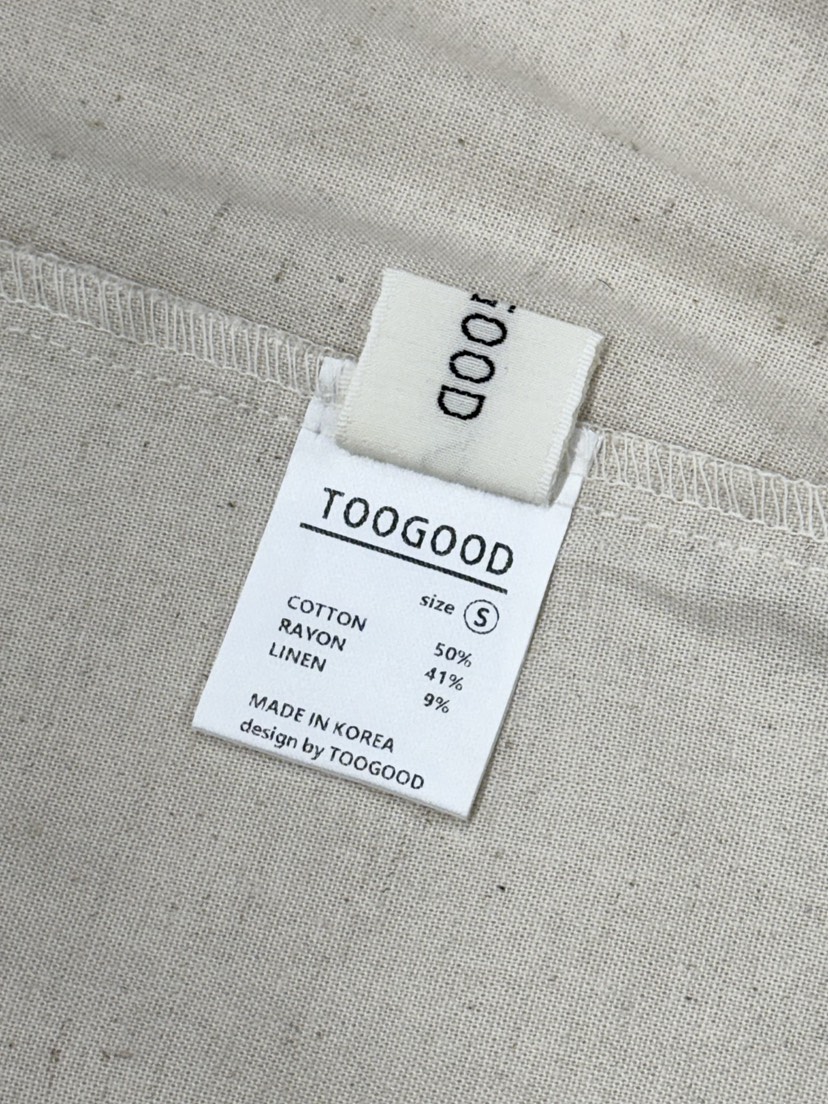 GOOD
TOOGOOD
size S
COTTON 50%
RAYON 41%
LINEN 9%
MADE IN KOREA
design by TOOGOOD